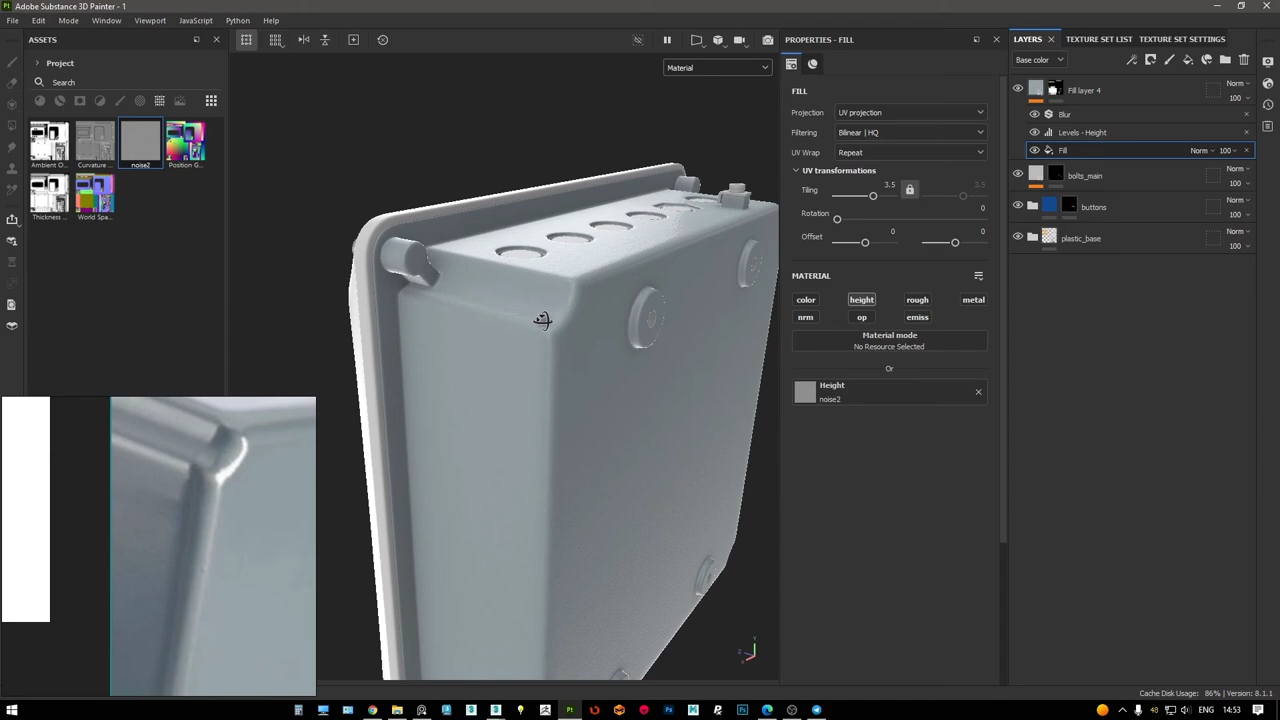 Adobe Substance 3D Painter - 1
File Edit Mode Window Viewport JavaScript Python Help
ASSETS
Project
Search
Ambient O...
Curvature ...
noise2
Position G...
Thickness ...
World Spa...
Material
PROPERTIES - FILL
FILL
Projection UV projection
Filtering Bilinear | HQ
UV Wrap Repeat
UV transformations
Tiling 3.5 3.5
Rotation 0
Offset 0 0
MATERIAL
color height rough metal
nrm op emiss
Material mode
No Resource Selected
Or
Height
noise2
LAYERS TEXTURE SET LIST TEXTURE SET SETTINGS
Base color
Fill layer 4 Norm 100
Blur
Levels - Height
Fill Norm 100
bolts_main Norm 100
buttons Norm 100
plastic_base Norm 100
Cache Disk Usage: 86% | Version: 8.1.1
48 ENG 14:53